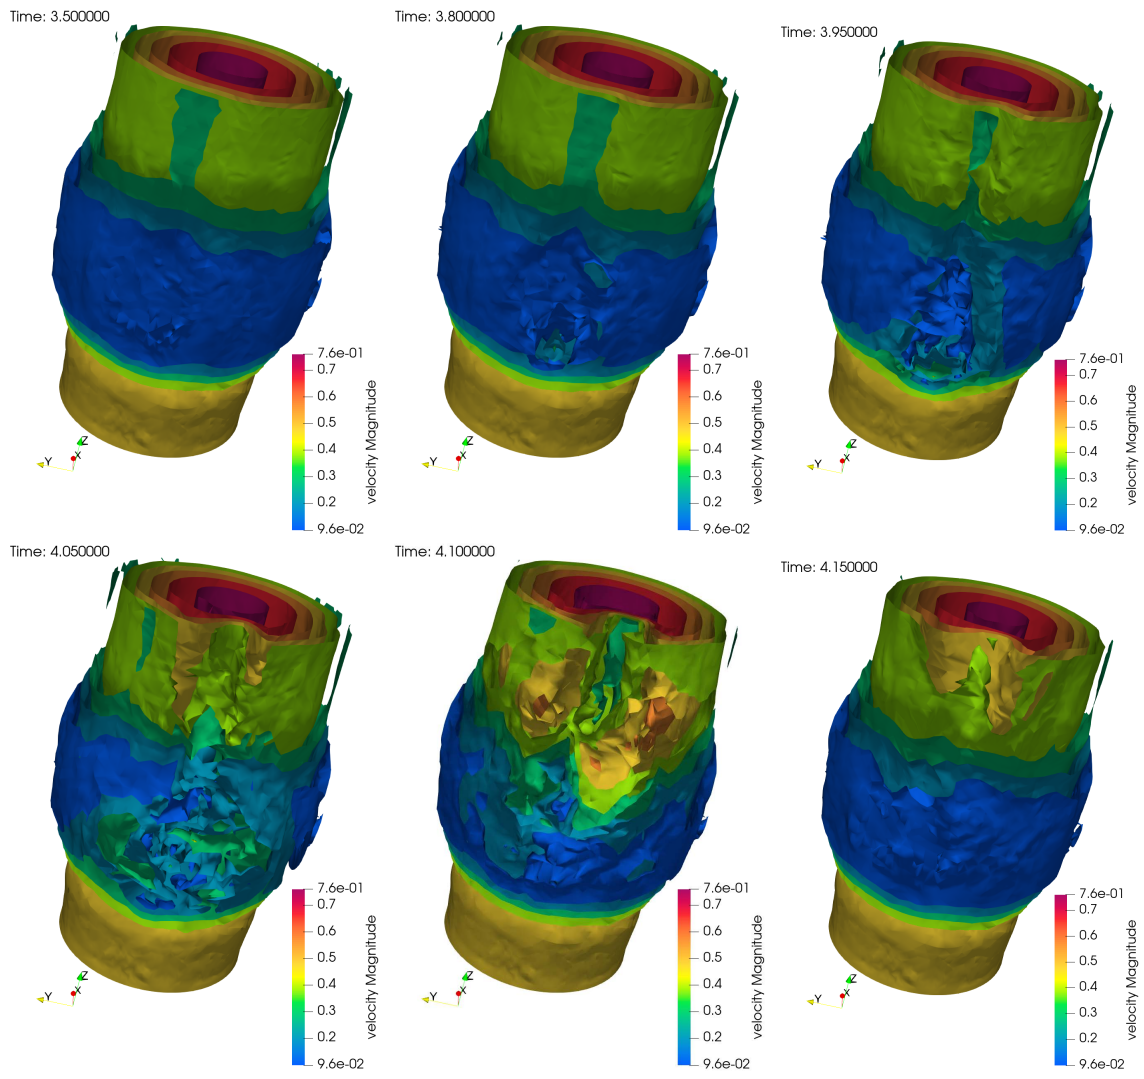 Time: 3.500000
7.6e-01
0.7
0.6
0.5
0.4
0.3
0.2
9.6e-02
velocity Magnitude
Z
Y
X
Time: 3.800000
7.6e-01
0.7
0.6
0.5
0.4
0.3
0.2
9.6e-02
velocity Magnitude
Z
Y
X
Time: 3.950000
7.6e-01
0.7
0.6
0.5
0.4
0.3
0.2
9.6e-02
velocity Magnitude
Z
Y
X
Time: 4.050000
7.6e-01
0.7
0.6
0.5
0.4
0.3
0.2
9.6e-02
velocity Magnitude
Z
Y
X
Time: 4.100000
7.6e-01
0.7
0.6
0.5
0.4
0.3
0.2
9.6e-02
velocity Magnitude
Z
Y
X
Time: 4.150000
7.6e-01
0.7
0.6
0.5
0.4
0.3
0.2
9.6e-02
velocity Magnitude
Z
Y
X